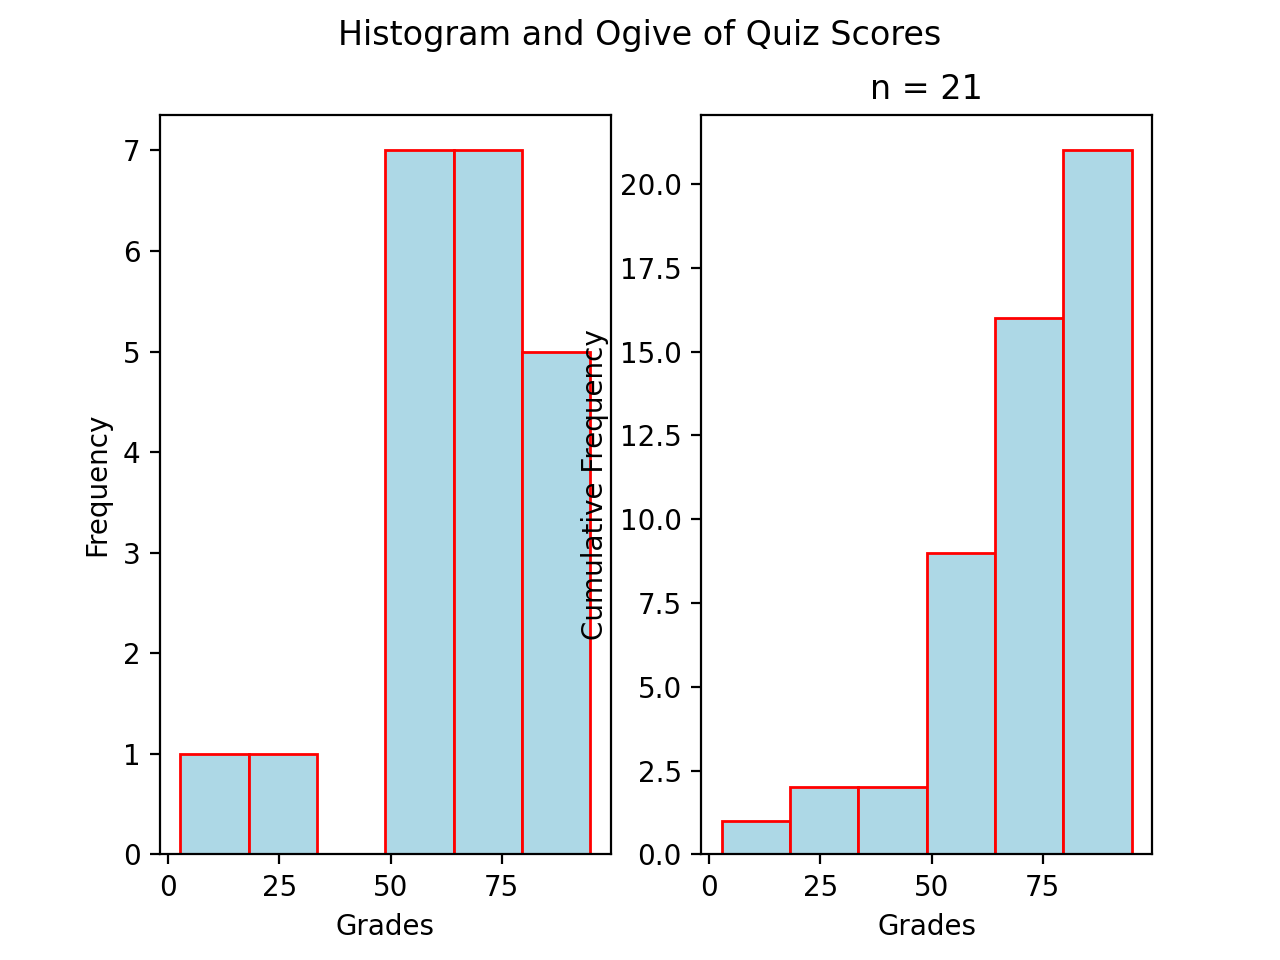 Histogram and Ogive of Quiz Scores
n = 21
7
6
5
4
3
2
1
0
Frequency
0 25 50 75
Grades
20.0
17.5
15.0
12.5
10.0
7.5
5.0
2.5
0.0
Cumulative Frequency
0 25 50 75
Grades